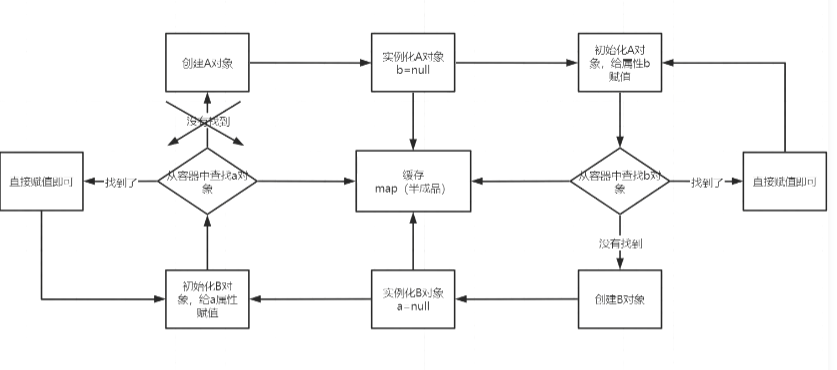 创建A对象
实例化A对象
b=null
初始化A对
象，给属性b
赋值
没有找到
直接赋值即可
找到了
从容器中查找a对
象
缓存
map（半成品）
从容器中查找b对
象
找到了
直接赋值即可
没有找到
初始化B对
象，给a属性
赋值
实例化B对象
a=null
创建B对象